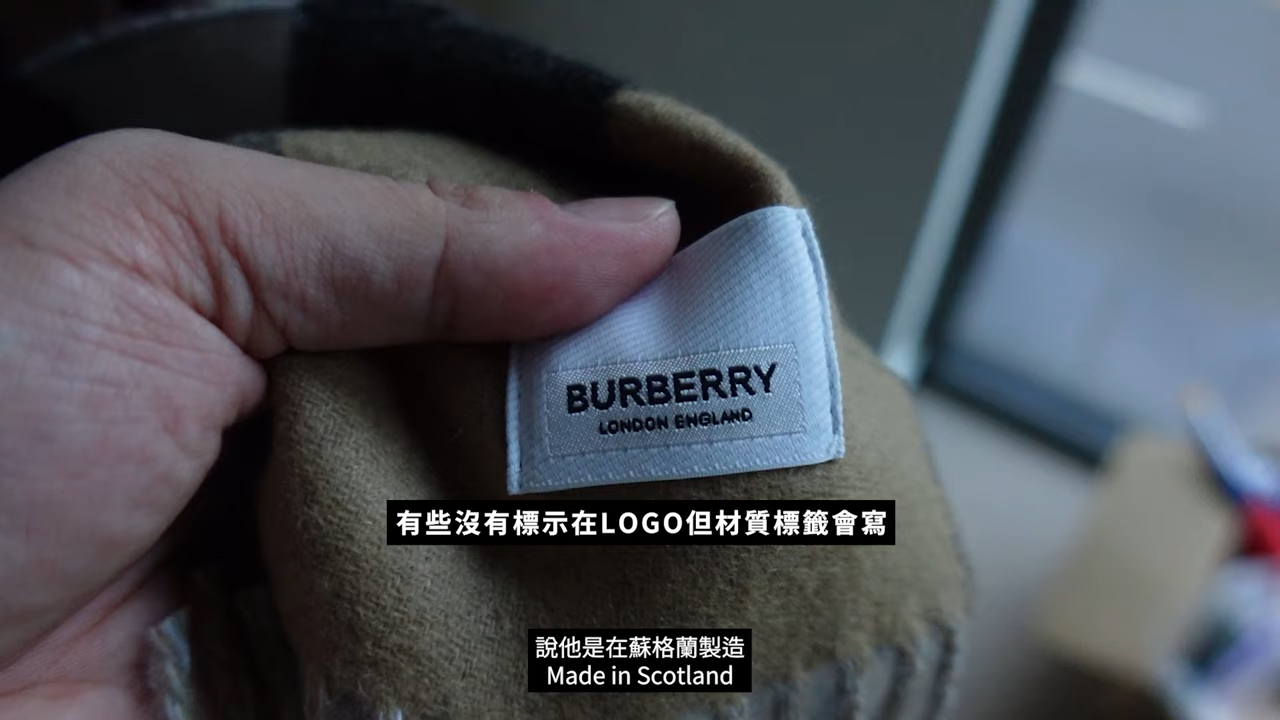 BURBERRY
LONDON ENGLAND
有些沒有標示在LOGO但材質標籤會寫
說他是在蘇格蘭製造
Made in Scotland